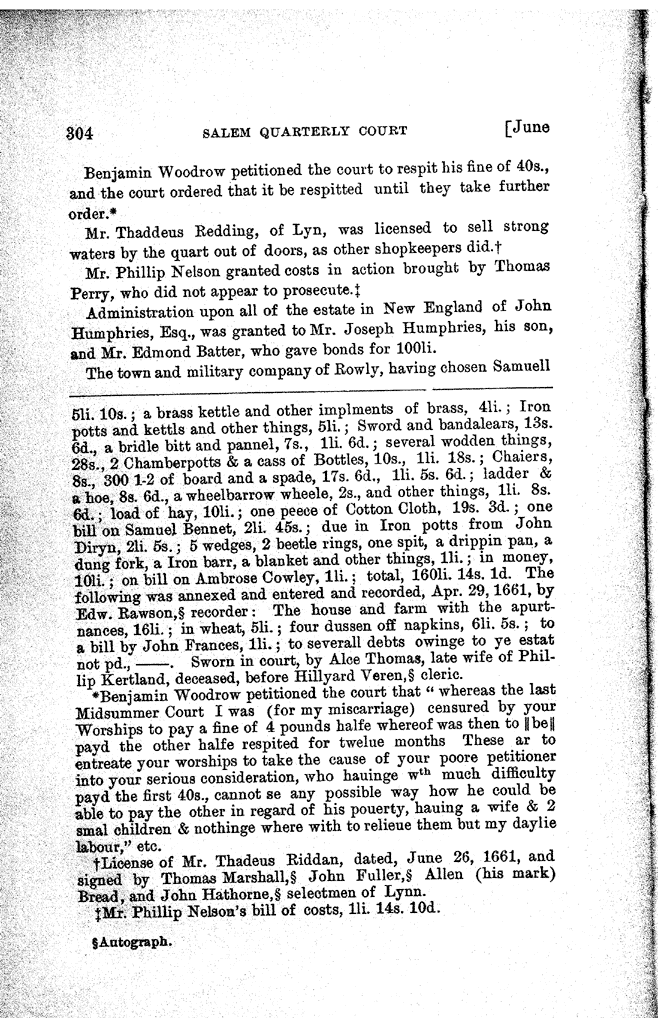 304 SALEM QUARTERLY COURT [June
Benjamin Woodrow petitioned the court to respit his fine of 40s.,
and the court ordered that it be respitted until they take further
order.*
Mr. Thaddeus Redding, of Lyn, was licensed to sell strong
waters by the quart out of doors, as other shopkeepers did.†
Mr. Phillip Nelson granted costs in action brought by Thomas
Perry, who did not appear to prosecute.‡
Administration upon all of the estate in New England of John
Humphries, Esq., was granted to Mr. Joseph Humphries, his son,
and Mr. Edmond Batter, who gave bonds for 100li.
The town and military company of Rowly, having chosen Samuell
5li. 10s.; a brass kettle and other implments of brass, 4li.; Iron
potts and kettls and other things, 5li.; Sword and bandalears, 13s.
6d., a bridle bitt and pannel, 7s., 1li. 6d.; several wodden things,
28s., 2 Chamberpotts & a cass of Bottles, 10s., 1li. 18s.; Chaiers,
8s., 300 1-2 of board and a spade, 17s. 6d., 1li. 5s. 6d.; ladder &
a hoe, 8s. 6d., a wheelbarrow wheele, 2s., and other things, 1li. 8s.
6d.; load of hay, 10li.; one peece of Cotton Cloth, 19s. 3d.; one
bill on Samuel Bennet, 2li. 45s.; due in Iron potts from John
Diryn, 2li. 5s.; 5 wedges, 2 beetle rings, one spit, a drippin pan, a
dung fork, a Iron barr, a blanket and other things, 1li.; in money,
10li.; on bill on Ambrose Cowley, 1li.; total, 160li. 14s. 1d. The
following was annexed and entered and recorded, Apr. 29, 1661, by
Edw. Rawson,§ recorder: The house and farm with the apurt-
nances, 16li.; in wheat, 5li.; four dussen off napkins, 6li. 5s.; to
a bill by John Frances, 1li.; to severall debts owinge to ye estat
not pd., ——. Sworn in court, by Alce Thomas, late wife of Phil-
lip Kertland, deceased, before Hillyard Veren,§ cleric.
*Benjamin Woodrow petitioned the court that “ whereas the last
Midsummer Court I was (for my miscarriage) censured by your
Worships to pay a fine of 4 pounds halfe whereof was then to ‖be‖
payd the other halfe respited for twelue months These ar to
entreate your worships to take the cause of your poore petitioner
into your serious consideration, who hauinge wth much difficulty
payd the first 40s., cannot se any possible way how he could be
able to pay the other in regard of his pouerty, hauing a wife & 2
smal children & nothinge where with to relieue them but my daylie
labour,” etc.
†License of Mr. Thadeus Riddan, dated, June 26, 1661, and
signed by Thomas Marshall,§ John Fuller,§ Allen (his mark)
Bread, and John Hathorne,§ selectmen of Lynn.
‡Mr. Phillip Nelson's bill of costs, 1li. 14s. 10d.
§Autograph.